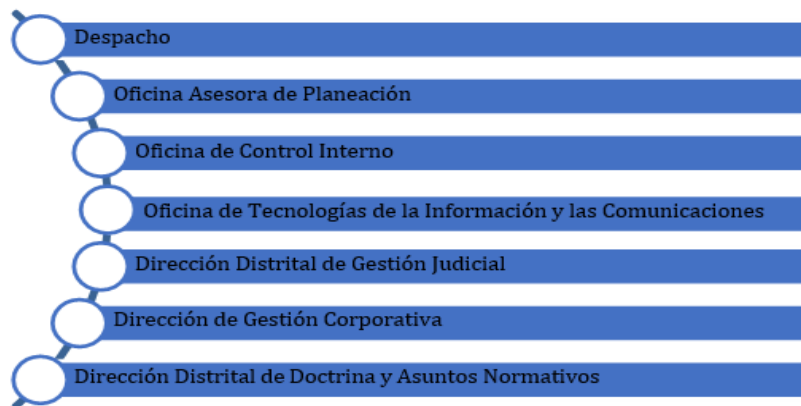 Despacho
Oficina Asesora de Planeación
Oficina de Control Interno
Oficina de Tecnologías de la Información y las Comunicaciones
Dirección Distrital de Gestión Judicial
Dirección de Gestión Corporativa
Dirección Distrital de Doctrina y Asuntos Normativos